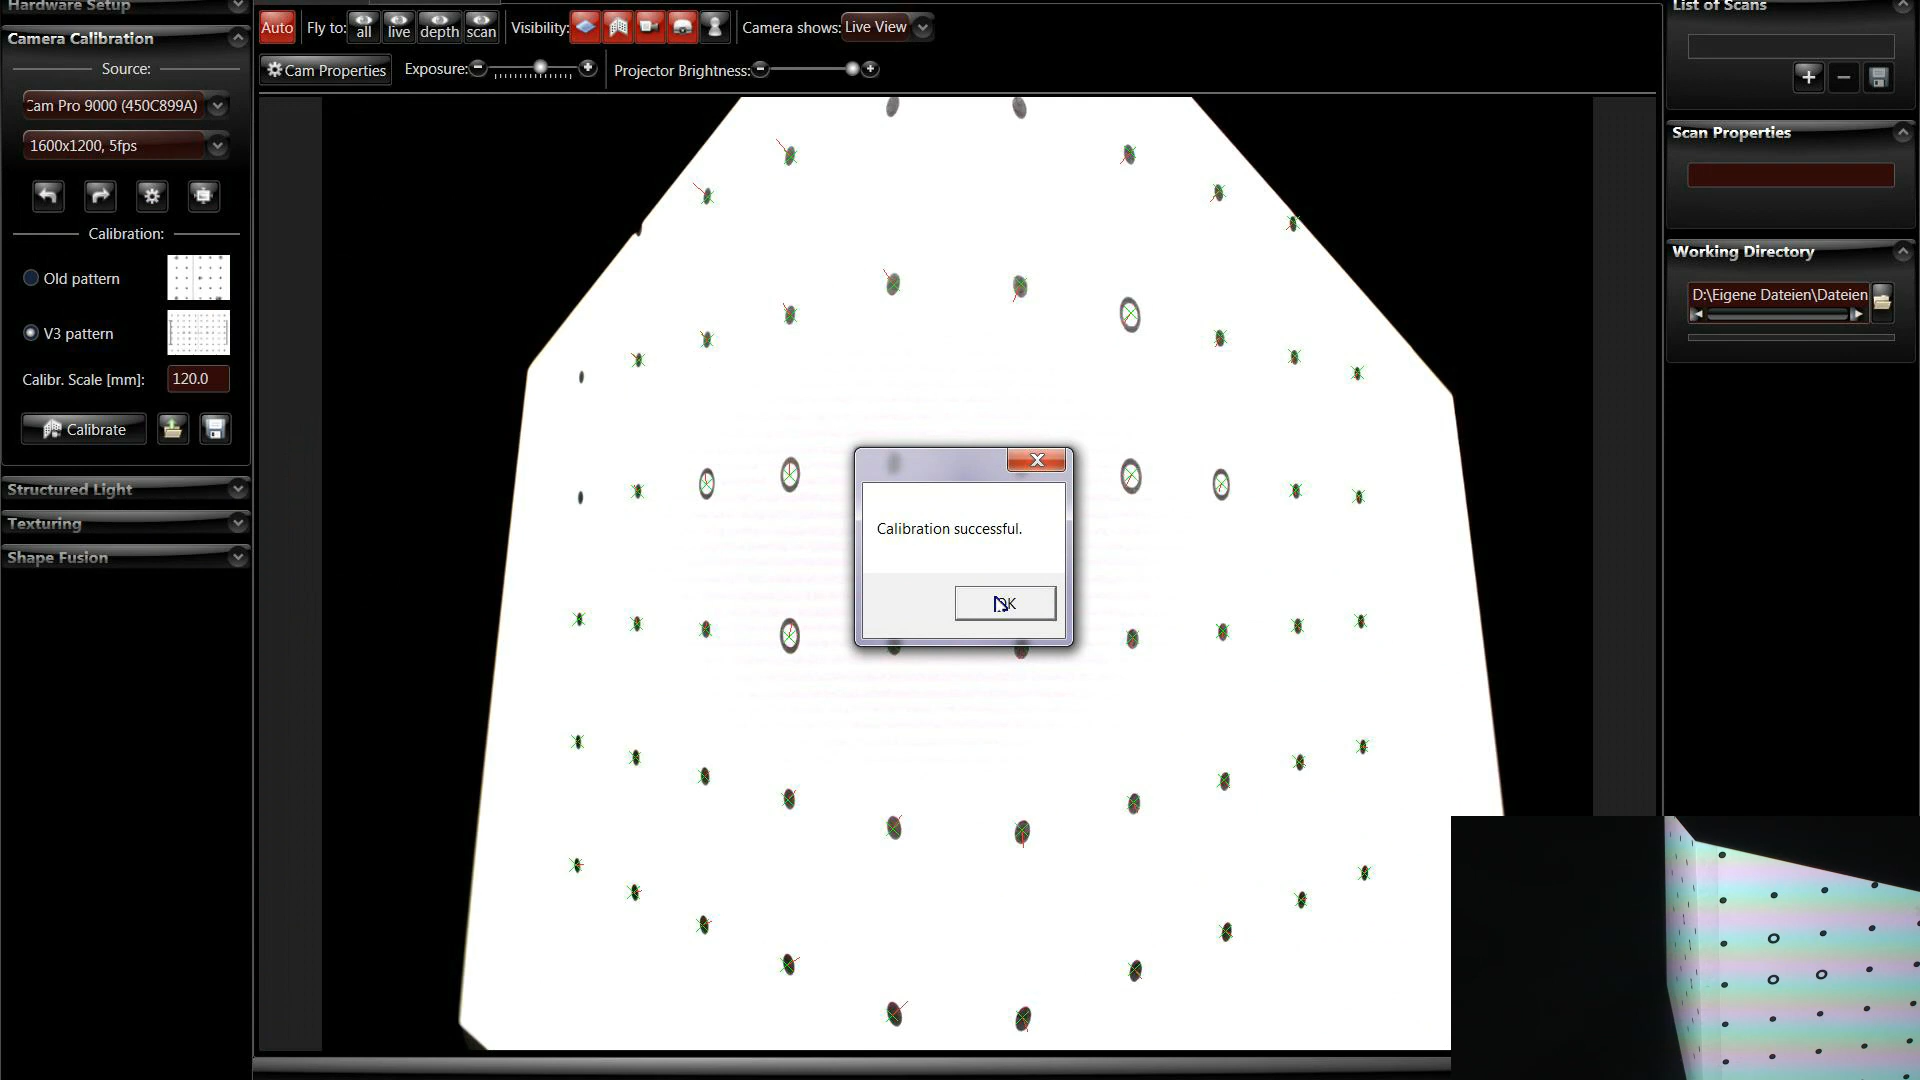 Hardware Setup
Camera Calibration
Source:
Cam Pro 9000 (450C899A)
1600x1200, 5fps
Calibration:
Old pattern
V3 pattern
Calibr. Scale [mm]: 120.0
Calibrate
Structured Light
Texturing
Shape Fusion
Auto Fly to: all live depth scan Visibility: Camera shows: Live View
Cam Properties Exposure: Projector Brightness:
Calibration successful.
OK
List of Scans
Scan Properties
Working Directory
D:\Eigene Dateien\Dateien